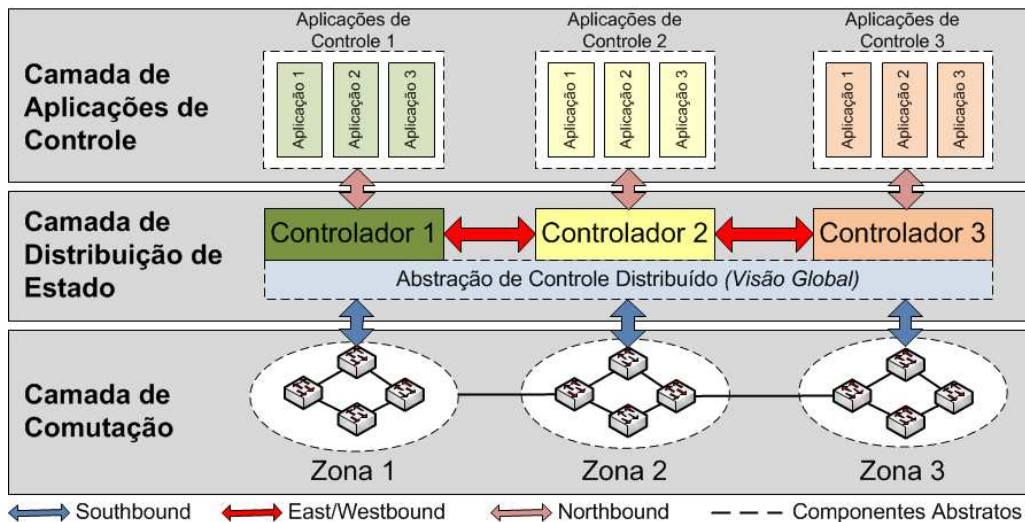 Aplicações de
Controle 1
Aplicações de
Controle 2
Aplicações de
Controle 3
Camada de
Aplicações de
Controle
Aplicação 1
Aplicação 2
Aplicação 3
Aplicação 1
Aplicação 2
Aplicação 3
Aplicação 1
Aplicação 2
Aplicação 3
Camada de
Distribuição de
Estado
Controlador 1
Controlador 2
Controlador 3
Abstração de Controle Distribuído (Visão Global)
Camada de
Comutação
Zona 1
Zona 2
Zona 3
Southbound
East/Westbound
Northbound
Componentes Abstratos